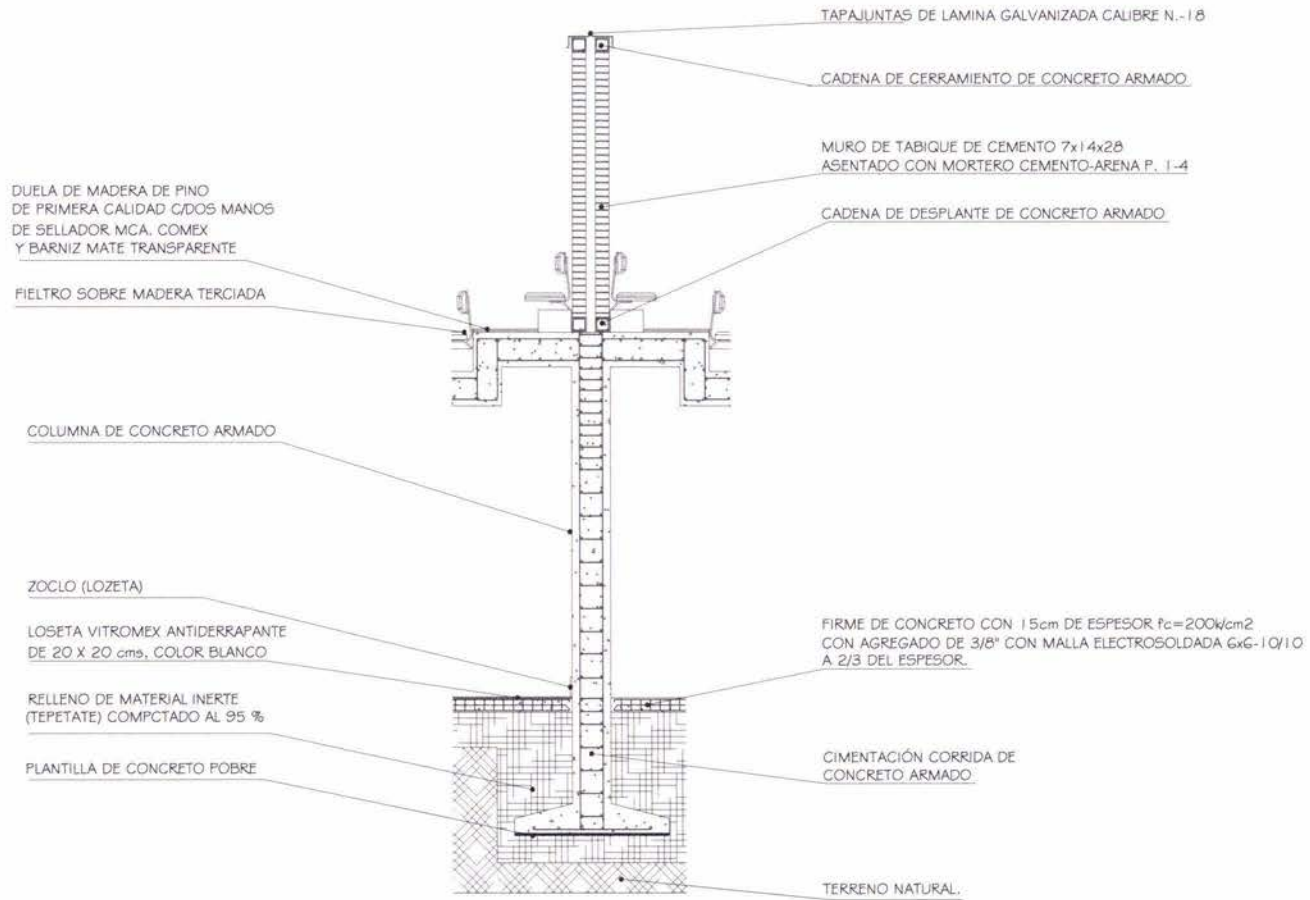 TAPAJUNTAS DE LAMINA GALVANIZADA CALIBRE N.-18
CADENA DE CERRAMIENTO DE CONCRETO ARMADO
MURO DE TABIQUE DE CEMENTO 7x14x28
ASENTADO CON MORTERO CEMENTO-ARENA P. 1-4
CADENA DE DESPLANTE DE CONCRETO ARMADO
DUELA DE MADERA DE PINO
DE PRIMERA CALIDAD C/DOS MANOS
DE SELLADOR MCA. COMEX
Y BARNIZ MATE TRANSPARENTE
FIELTRO SOBRE MADERA TERCIADA
COLUMNA DE CONCRETO ARMADO
ZOCLO (LOZETA)
LOSETA VITROMEX ANTIDERRAPANTE
DE 20 X 20 cms, COLOR BLANCO
RELLENO DE MATERIAL INERTE
(TEPETATE) COMPCTADO AL 95 %
PLANTILLA DE CONCRETO POBRE
FIRME DE CONCRETO CON 15cm DE ESPESOR f'c=200k/cm2
CON AGREGADO DE 3/8" CON MALLA ELECTROSOLDADA 6x6-10/10
A 2/3 DEL ESPESOR.
CIMENTACIÓN CORRIDA DE
CONCRETO ARMADO
TERRENO NATURAL.